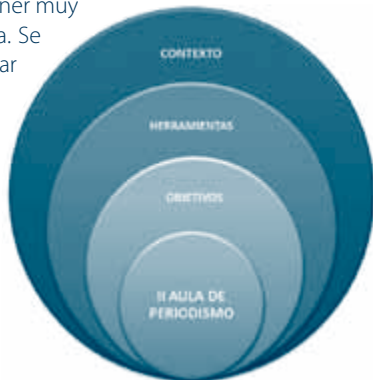 ner muy
a. Se
ar
CONTEXTO
HERRAMIENTAS
OBJETIVOS
II AULA DE
PERIODISMO